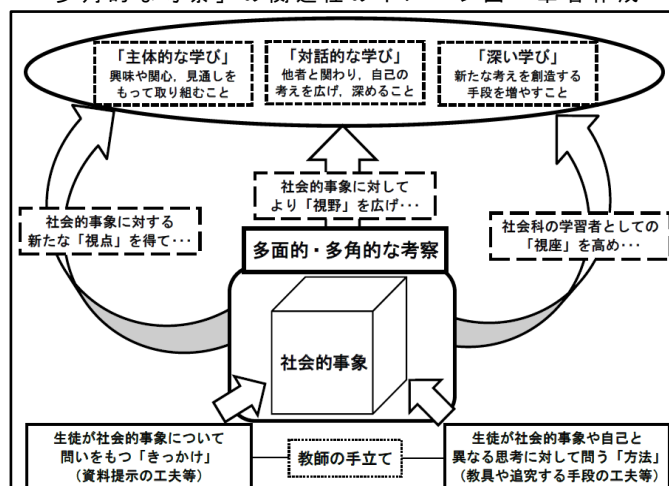 「主体的な学び」
興味や関心，見通しを
もって取り組むこと
「対話的な学び」
他者と関わり，自己の
考えを広げ，深めること
「深い学び」
新たな考えを創造する
手段を増やすこと
社会的事象に対する
新たな「視点」を得て･･･
社会的事象に対して
より「視野」を広げ･･･
社会科の学習者としての
「視座」を高め･･･
多面的・多角的な考察
社会的事象
生徒が社会的事象について
問いをもつ「きっかけ」
（資料提示の工夫等）
教師の手立て
生徒が社会的事象や自己と
異なる思考に対して問う「方法」
（教具や追究する手段の工夫等）